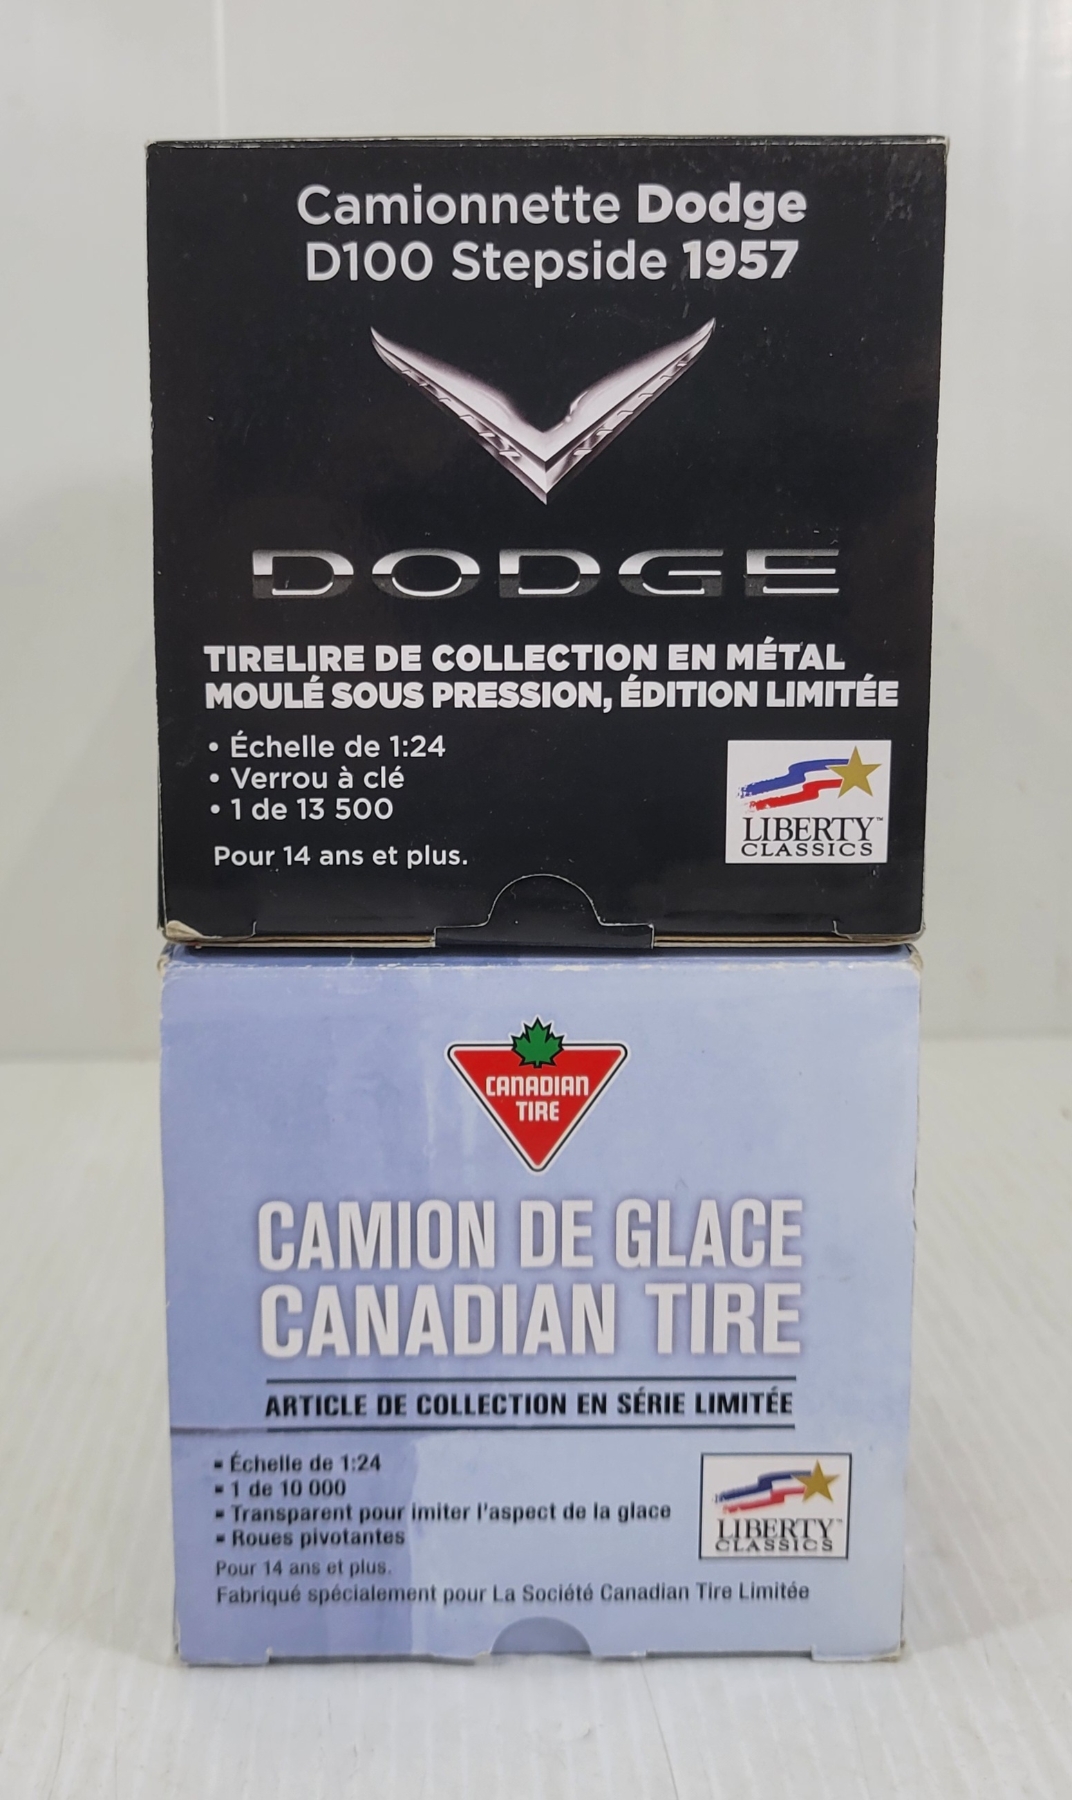 Camionnette Dodge
D100 Stepside 1957
DODGE
TIRELIRE DE COLLECTION EN MÉTAL
MOULÉ SOUS PRESSION, ÉDITION LIMITÉE
• Échelle de 1:24
• Verrou à clé
• 1 de 13 500
Pour 14 ans et plus.
LIBERTY™
CLASSICS
CANADIAN
TIRE
CAMION DE GLACE
CANADIAN TIRE
ARTICLE DE COLLECTION EN SÉRIE LIMITÉE
- Échelle de 1:24
- 1 de 10 000
- Transparent pour imiter l'aspect de la glace
- Roues pivotantes
Pour 14 ans et plus.
Fabriqué spécialement pour La Société Canadian Tire Limitée
LIBERTY™
CLASSICS